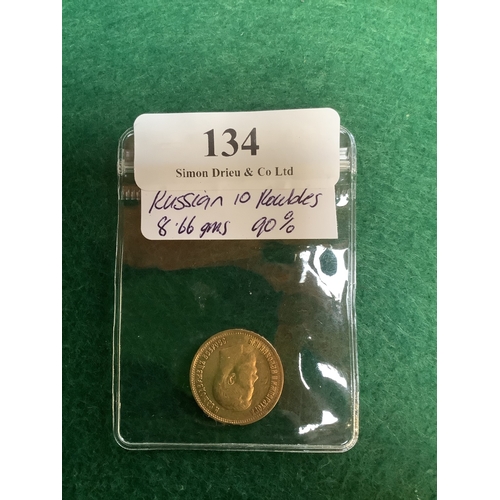 134
Simon Drieu & Co Ltd
Russian 10 Roubles
8.66 gms 90%